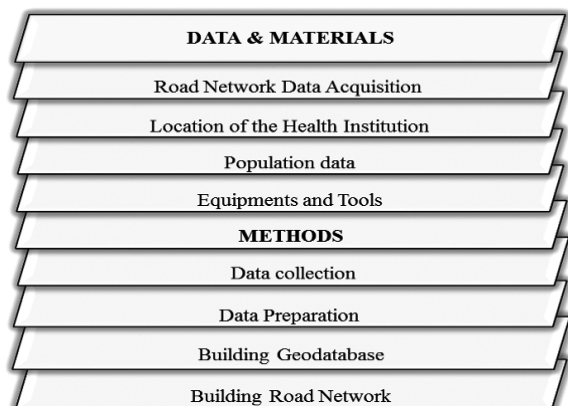 DATA & MATERIALS
Road Network Data Acquisition
Location of the Health Institution
Population data
Equipments and Tools
METHODS
Data collection
Data Preparation
Building Geodatabase
Building Road Network